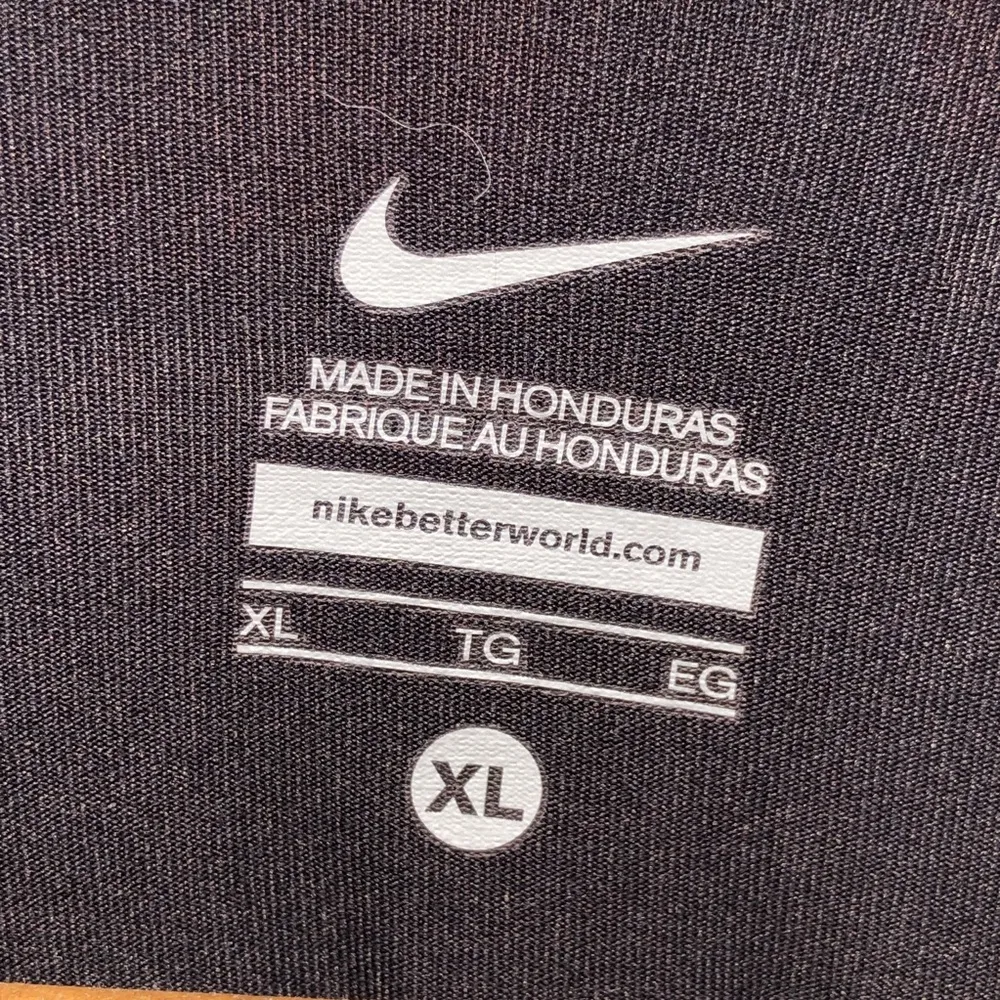 MADE IN HONDURAS
FABRIQUE AU HONDURAS
nikebetterworld.com
XL TG EG
XL